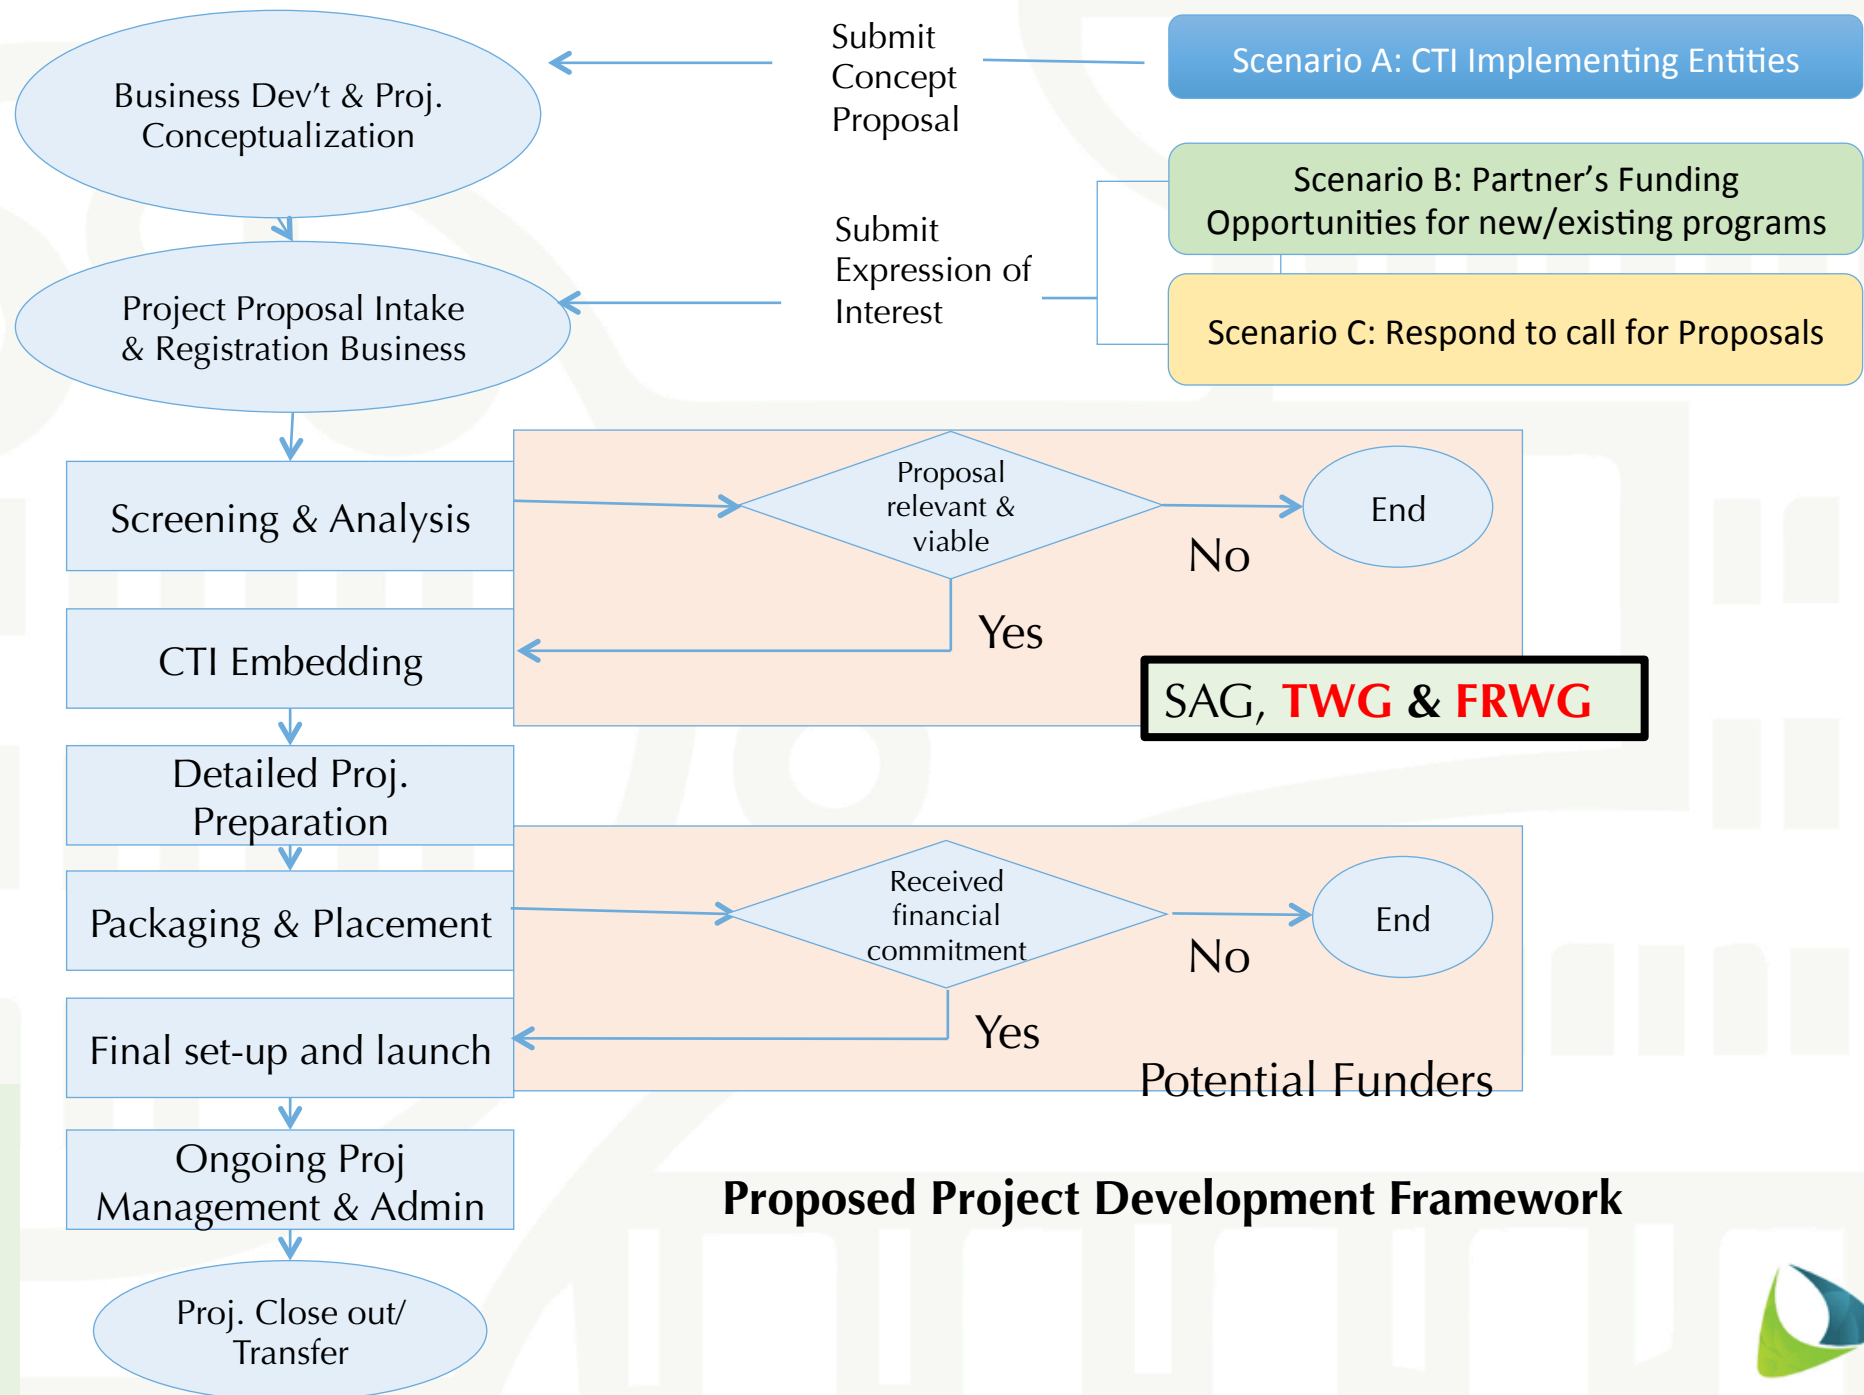 Submit
Concept
Proposal
Scenario A: CTI Implementing Entities
Business Dev’t & Proj.
Conceptualization
Scenario B: Partner’s Funding
Opportunities for new/existing programs
Submit
Expression of
Interest
Project Proposal Intake
& Registration Business
Scenario C: Respond to call for Proposals
Screening & Analysis
Proposal
relevant &
viable
No
End
Yes
CTI Embedding
SAG, TWG & FRWG
Detailed Proj.
Preparation
Packaging & Placement
Received
financial
commitment
No
End
Yes
Final set-up and launch
Potential Funders
Ongoing Proj
Management & Admin
Proposed Project Development Framework
Proj. Close out/
Transfer